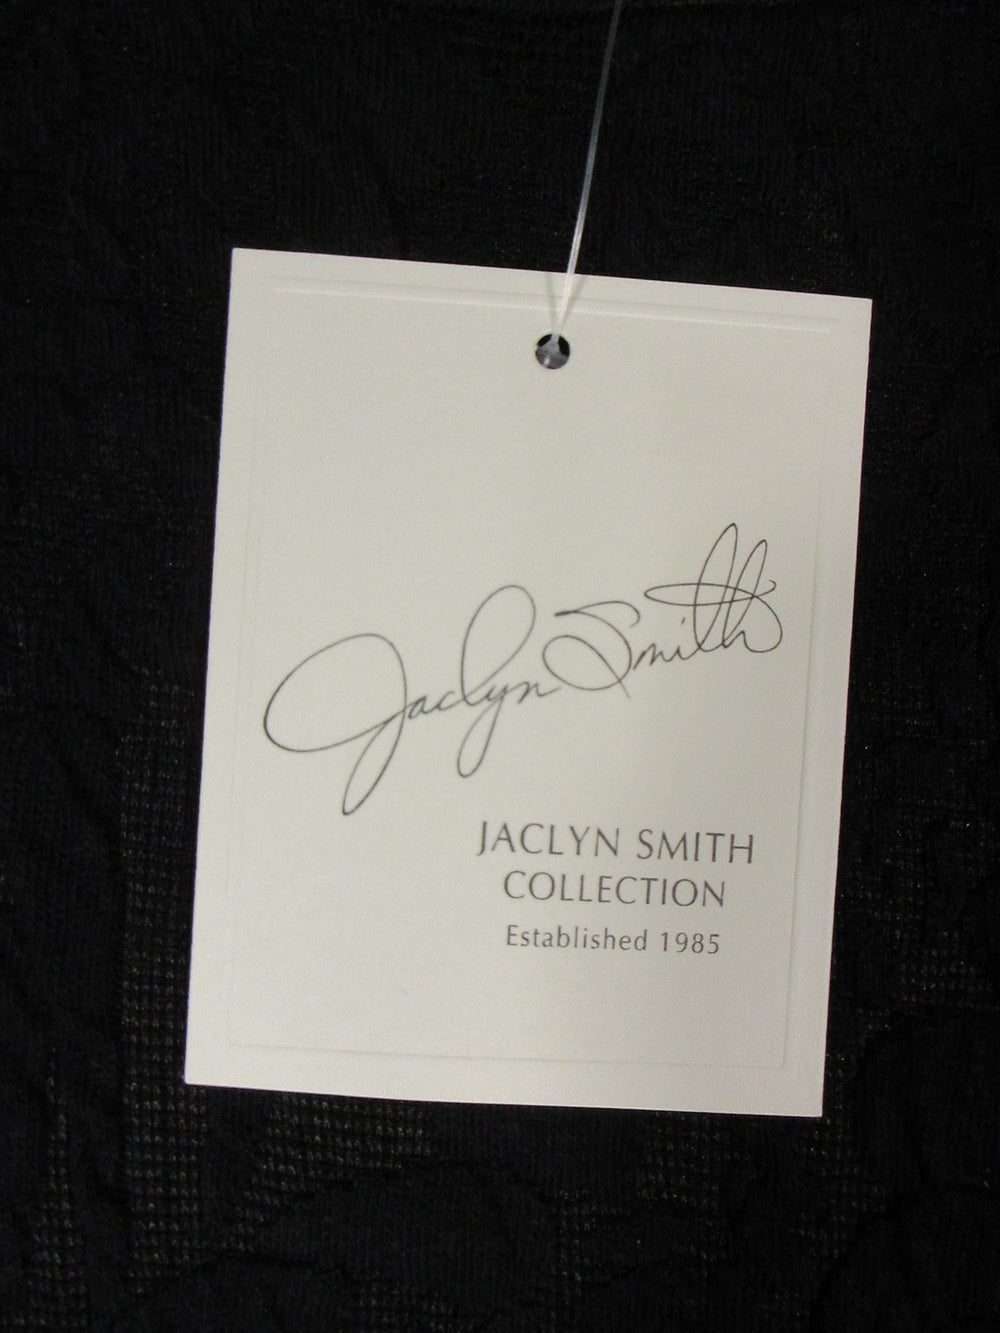 Jaclyn Smith
JACLYN SMITH
COLLECTION
Established 1985